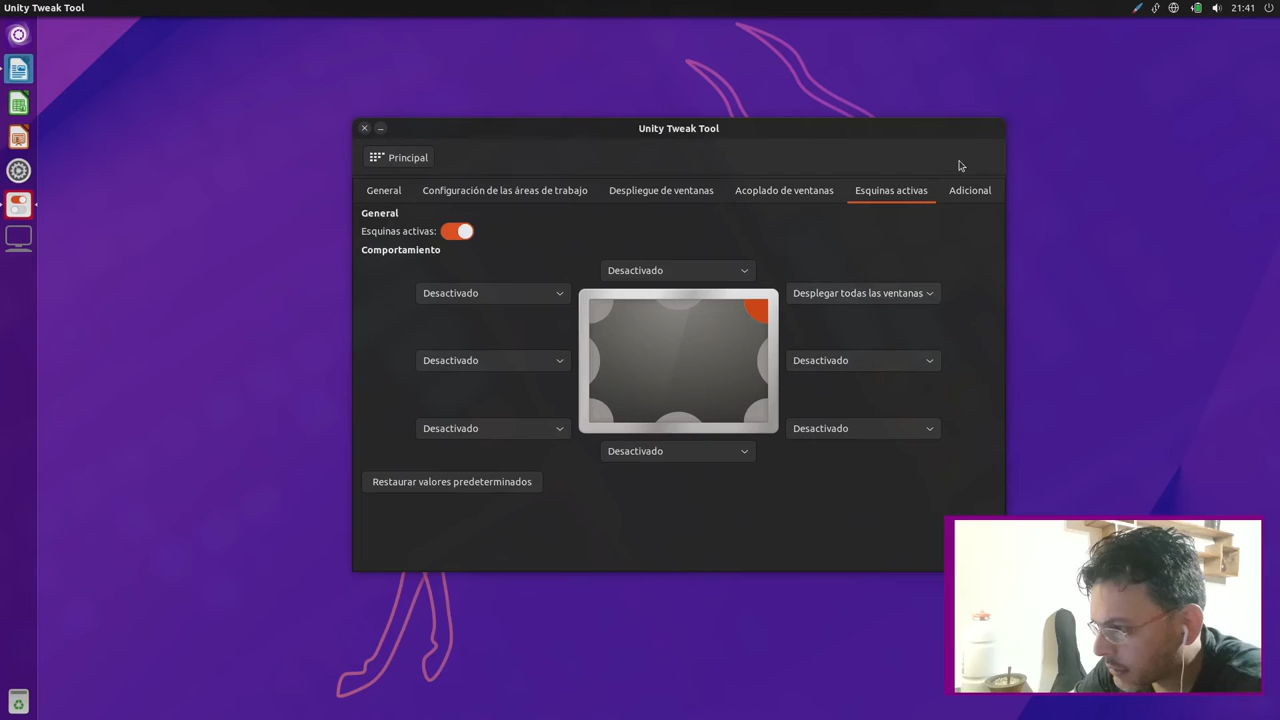 Unity Tweak Tool
21:41
Unity Tweak Tool
Principal
General
Configuración de las áreas de trabajo
Despliegue de ventanas
Acoplado de ventanas
Esquinas activas
Adicional
General
Esquinas activas:
Comportamiento
Desactivado
Desactivado
Desplegar todas las ventanas
Desactivado
Desactivado
Desactivado
Desactivado
Desactivado
Restaurar valores predeterminados